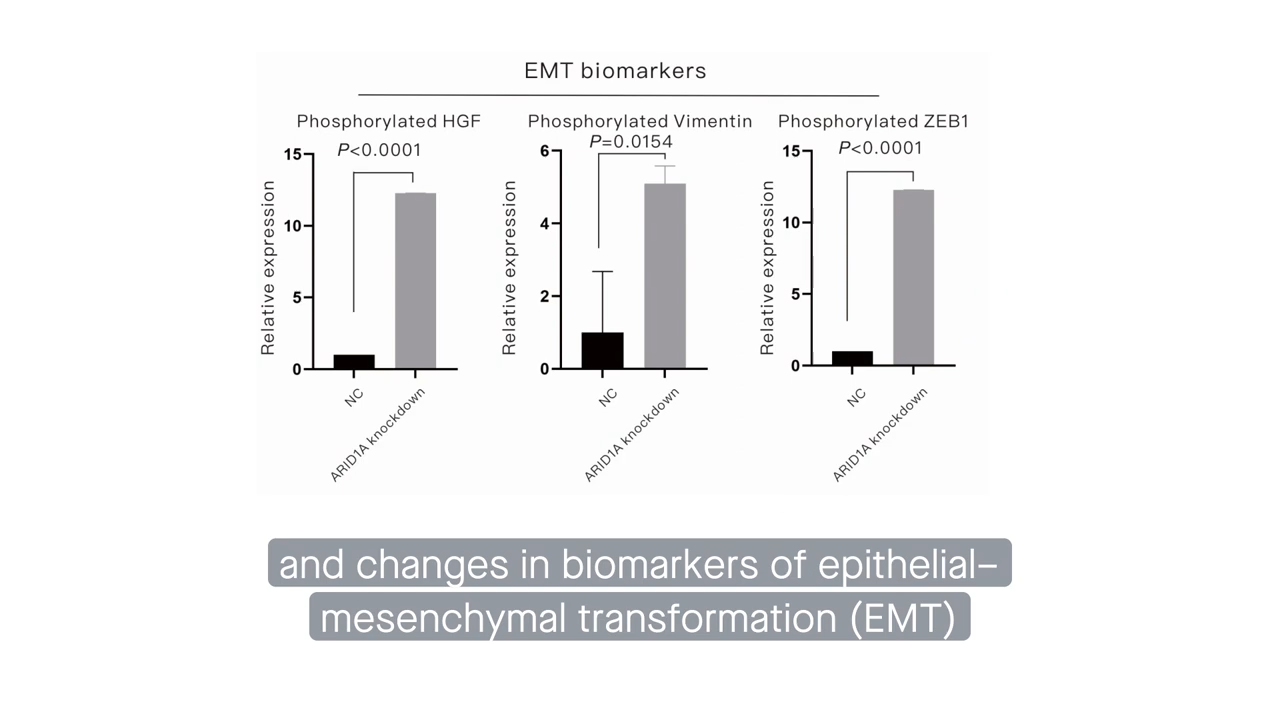 EMT biomarkers
Phosphorylated HGF
P<0.0001
Relative expression
15
10
5
0
NC
ARID1A knockdown
Phosphorylated Vimentin
P=0.0154
Relative expression
6
4
2
0
NC
ARID1A knockdown
Phosphorylated ZEB1
P<0.0001
Relative expression
15
10
5
0
NC
ARID1A knockdown
and changes in biomarkers of epithelial–
mesenchymal transformation (EMT)